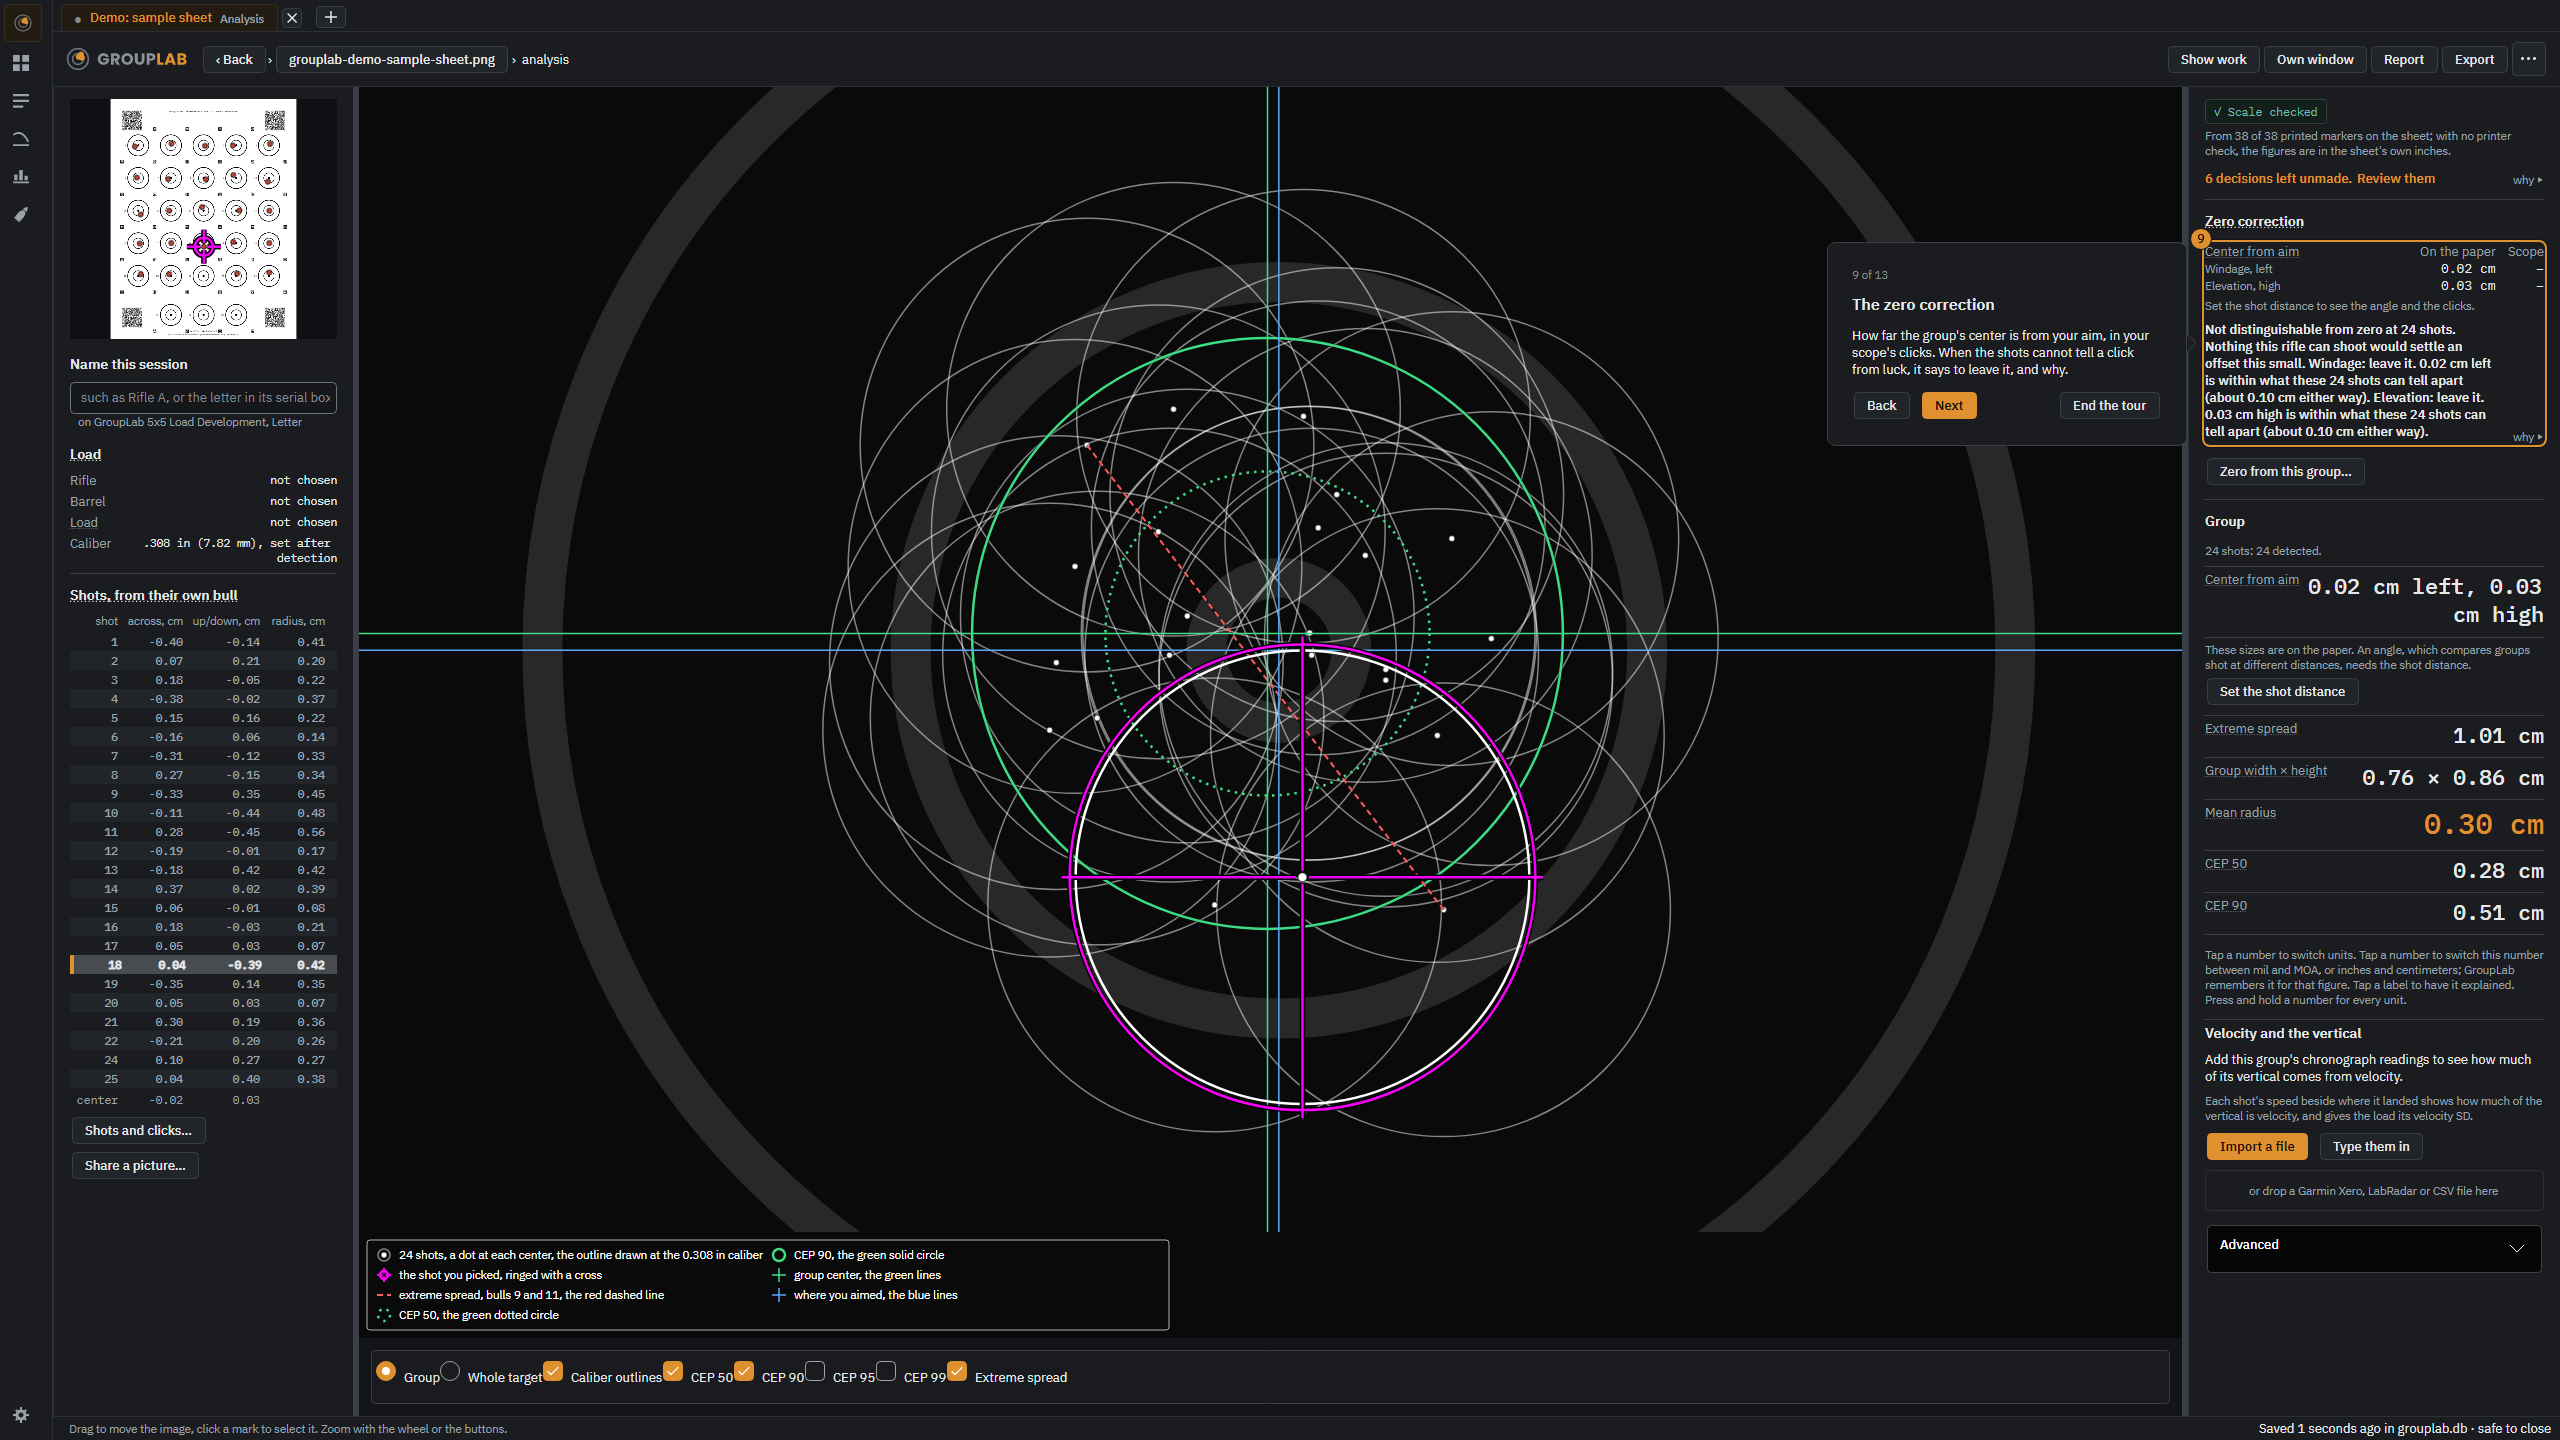 Demo: sample sheet Analysis
GROUPLAB
‹ Back › grouplab-demo-sample-sheet.png › analysis
Show work
Own window
Report
Export
Name this session
such as Rifle A, or the letter in its serial box
on GroupLab 5x5 Load Development, Letter
Load
Rifle not chosen
Barrel not chosen
Load not chosen
Caliber .308 in (7.82 mm), set after
detection
Shots, from their own bull
shot across, cm up/down, cm radius, cm
1 -0.40 -0.14 0.41
2 0.07 0.21 0.20
3 0.18 -0.05 0.22
4 -0.38 -0.02 0.37
5 0.15 0.16 0.22
6 -0.16 0.06 0.14
7 -0.31 -0.12 0.33
8 0.27 -0.15 0.34
9 -0.33 0.35 0.45
10 -0.11 -0.44 0.48
11 0.28 -0.45 0.56
12 -0.19 -0.01 0.17
13 -0.18 0.42 0.42
14 0.37 0.02 0.39
15 0.06 -0.01 0.08
16 0.18 -0.03 0.21
17 0.05 0.03 0.07
18 0.04 -0.39 0.42
19 -0.35 0.14 0.35
20 0.05 0.03 0.07
21 0.30 0.19 0.36
22 -0.21 0.20 0.26
24 0.10 0.27 0.27
25 0.04 0.40 0.38
center -0.02 0.03
Shots and clicks...
Share a picture...
9 of 13
The zero correction
How far the group's center is from your aim, in your
scope's clicks. When the shots cannot tell a click
from luck, it says to leave it, and why.
Back
Next
End the tour
24 shots, a dot at each center, the outline drawn at the 0.308 in caliber
the shot you picked, ringed with a cross
extreme spread, bulls 9 and 11, the red dashed line
CEP 50, the green dotted circle
CEP 90, the green solid circle
group center, the green lines
where you aimed, the blue lines
Group Whole target Caliber outlines CEP 50 CEP 90 CEP 95 CEP 99 Extreme spread
√ Scale checked
From 38 of 38 printed markers on the sheet; with no printer
check, the figures are in the sheet's own inches.
6 decisions left unmade. Review them why
Zero correction
9
Center from aim On the paper Scope
Windage, left 0.02 cm –
Elevation, high 0.03 cm –
Set the shot distance to see the angle and the clicks.
Not distinguishable from zero at 24 shots.
Nothing this rifle can shoot would settle an
offset this small. Windage: leave it. 0.02 cm left
is within what these 24 shots can tell apart
(about 0.10 cm either way). Elevation: leave it.
0.03 cm high is within what these 24 shots can
tell apart (about 0.10 cm either way). why
Zero from this group...
Group
24 shots: 24 detected.
Center from aim 0.02 cm left, 0.03
cm high
These sizes are on the paper. An angle, which compares groups
shot at different distances, needs the shot distance.
Set the shot distance
Extreme spread 1.01 cm
Group width × height 0.76 × 0.86 cm
Mean radius 0.30 cm
CEP 50 0.28 cm
CEP 90 0.51 cm
Tap a number to switch units. Tap a number to switch this number
between mil and MOA, or inches and centimeters; GroupLab
remembers it for that figure. Tap a label to have it explained.
Press and hold a number for every unit.
Velocity and the vertical
Add this group's chronograph readings to see how much
of its vertical comes from velocity.
Each shot's speed beside where it landed shows how much of the
vertical is velocity, and gives the load its velocity SD.
Import a file
Type them in
or drop a Garmin Xero, LabRadar or CSV file here
Advanced
Drag to move the image, click a mark to select it. Zoom with the wheel or the buttons.
Saved 1 seconds ago in grouplab.db · safe to close